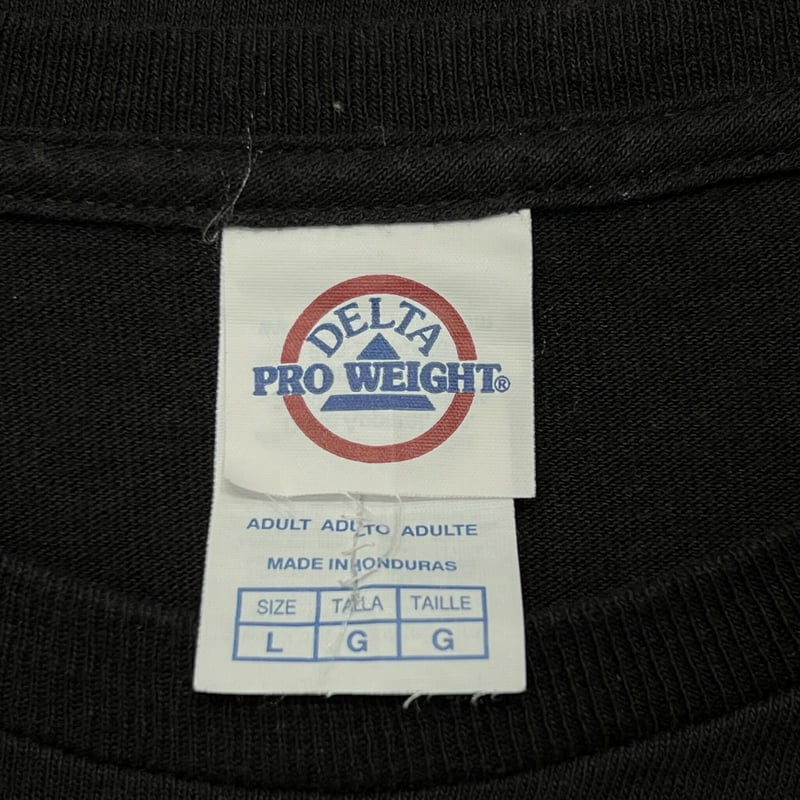 DELTA
PRO WEIGHT®
ADULT ADULTO ADULTE
MADE IN HONDURAS
SIZE TALLA TAILLE
L G G